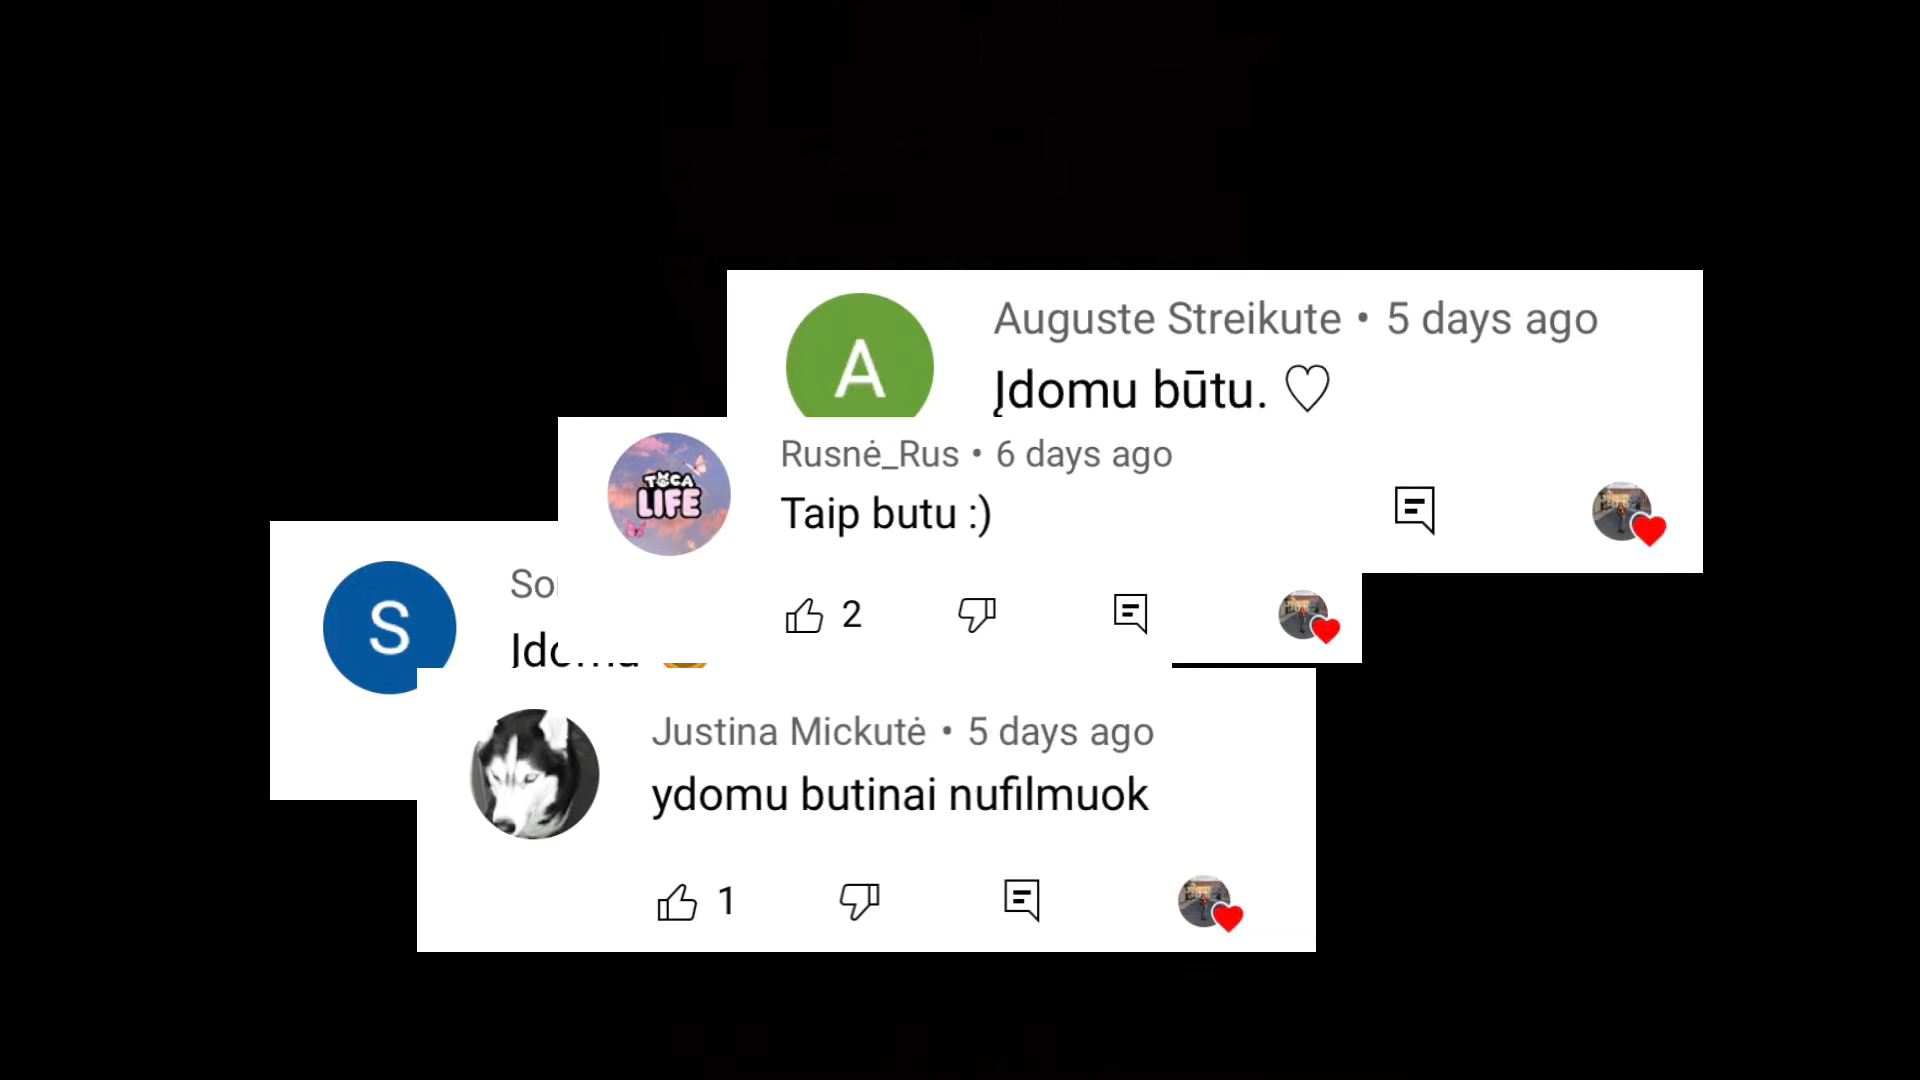 A
Auguste Streikute • 5 days ago
Įdomu būtu. ♡
TOCA
LIFE
Rusnė_Rus • 6 days ago
Taip butu :)
2
S
Justina Mickutė • 5 days ago
ydomu butinai nufilmuok
1